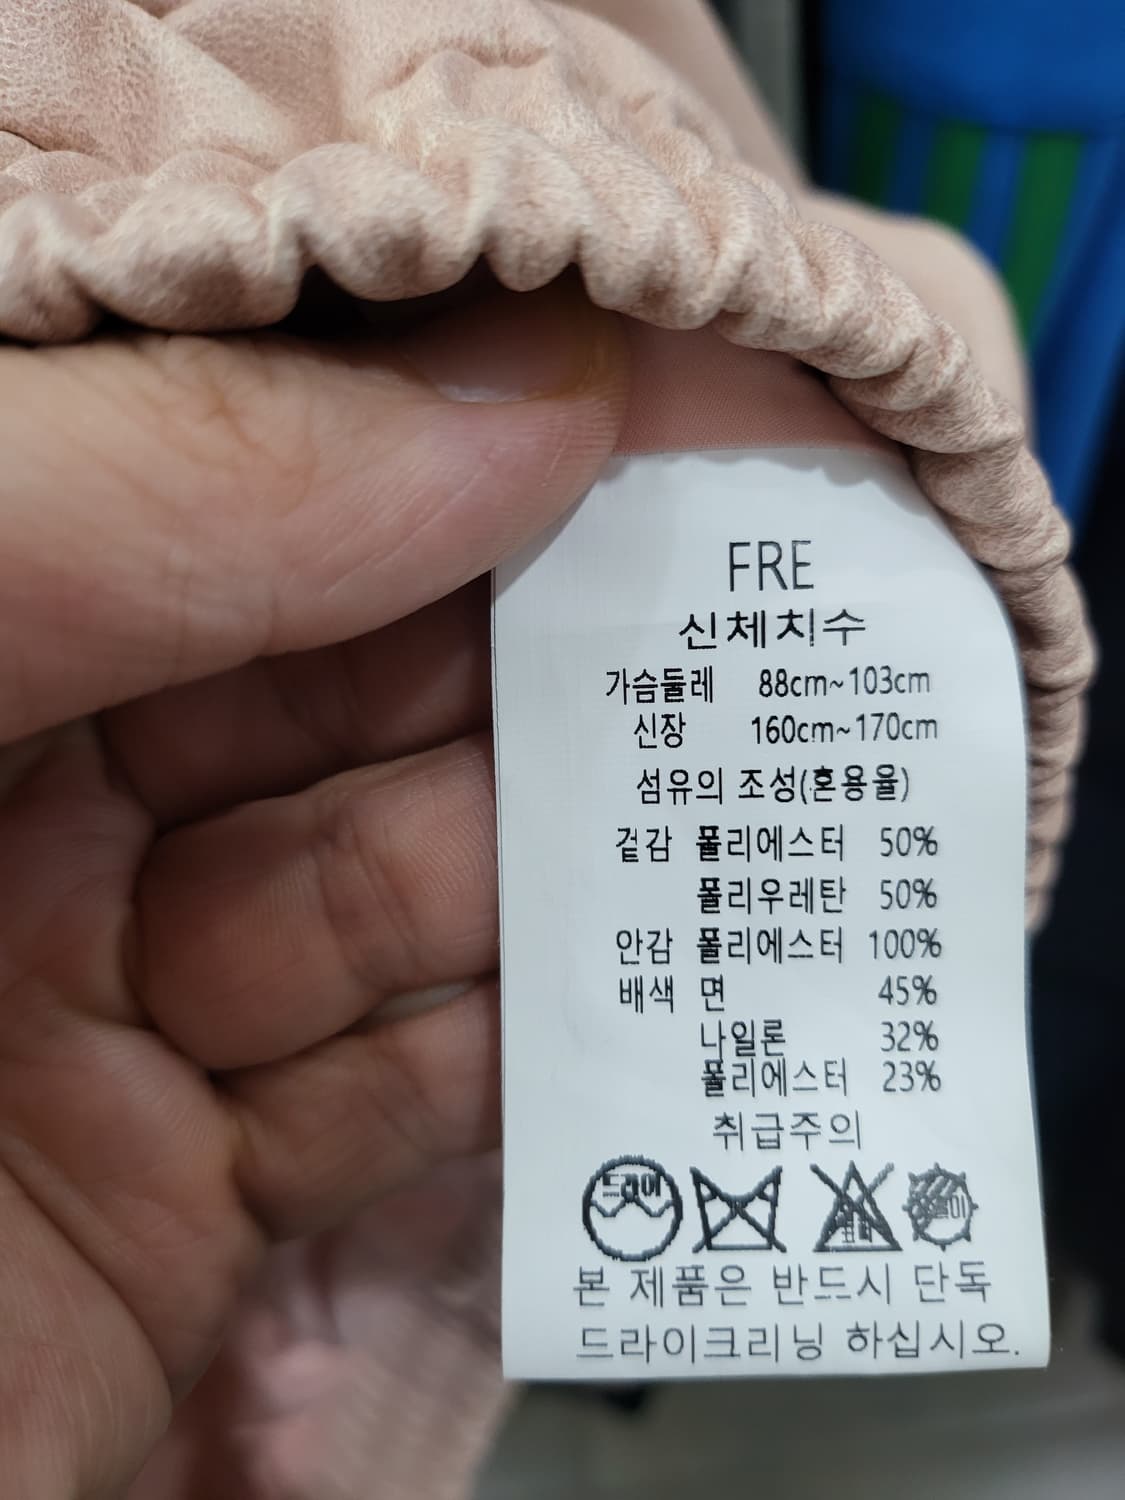 FRE
신체치수
가슴둘레 88cm~103cm
신장 160cm~170cm
섬유의 조성(혼용율)
겉감 폴리에스터 50%
폴리우레탄 50%
안감 폴리에스터 100%
배색 면 45%
나일론 32%
폴리에스터 23%
취급주의
드라이
본 제품은 반드시 단독
드라이크리닝 하십시오.